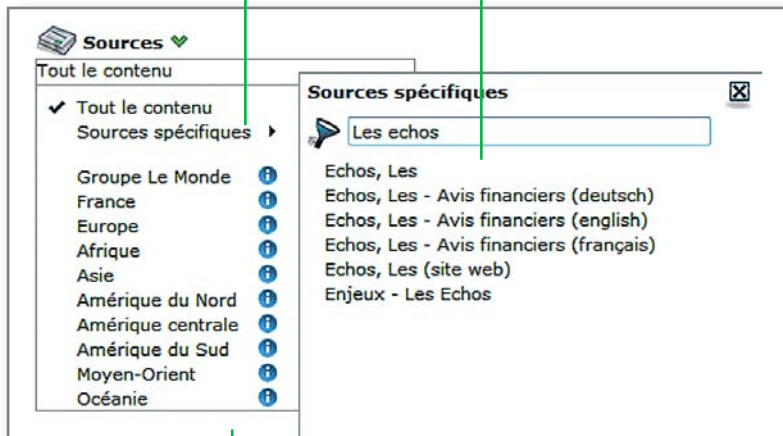 Sources
Tout le contenu
Tout le contenu
Sources spécifiques
Groupe Le Monde
France
Europe
Afrique
Asie
Amérique du Nord
Amérique centrale
Amérique du Sud
Moyen-Orient
Océanie
Sources spécifiques
Les echos
Echos, Les
Echos, Les - Avis financiers (deutsch)
Echos, Les - Avis financiers (english)
Echos, Les - Avis financiers (français)
Echos, Les (site web)
Enjeux - Les Echos